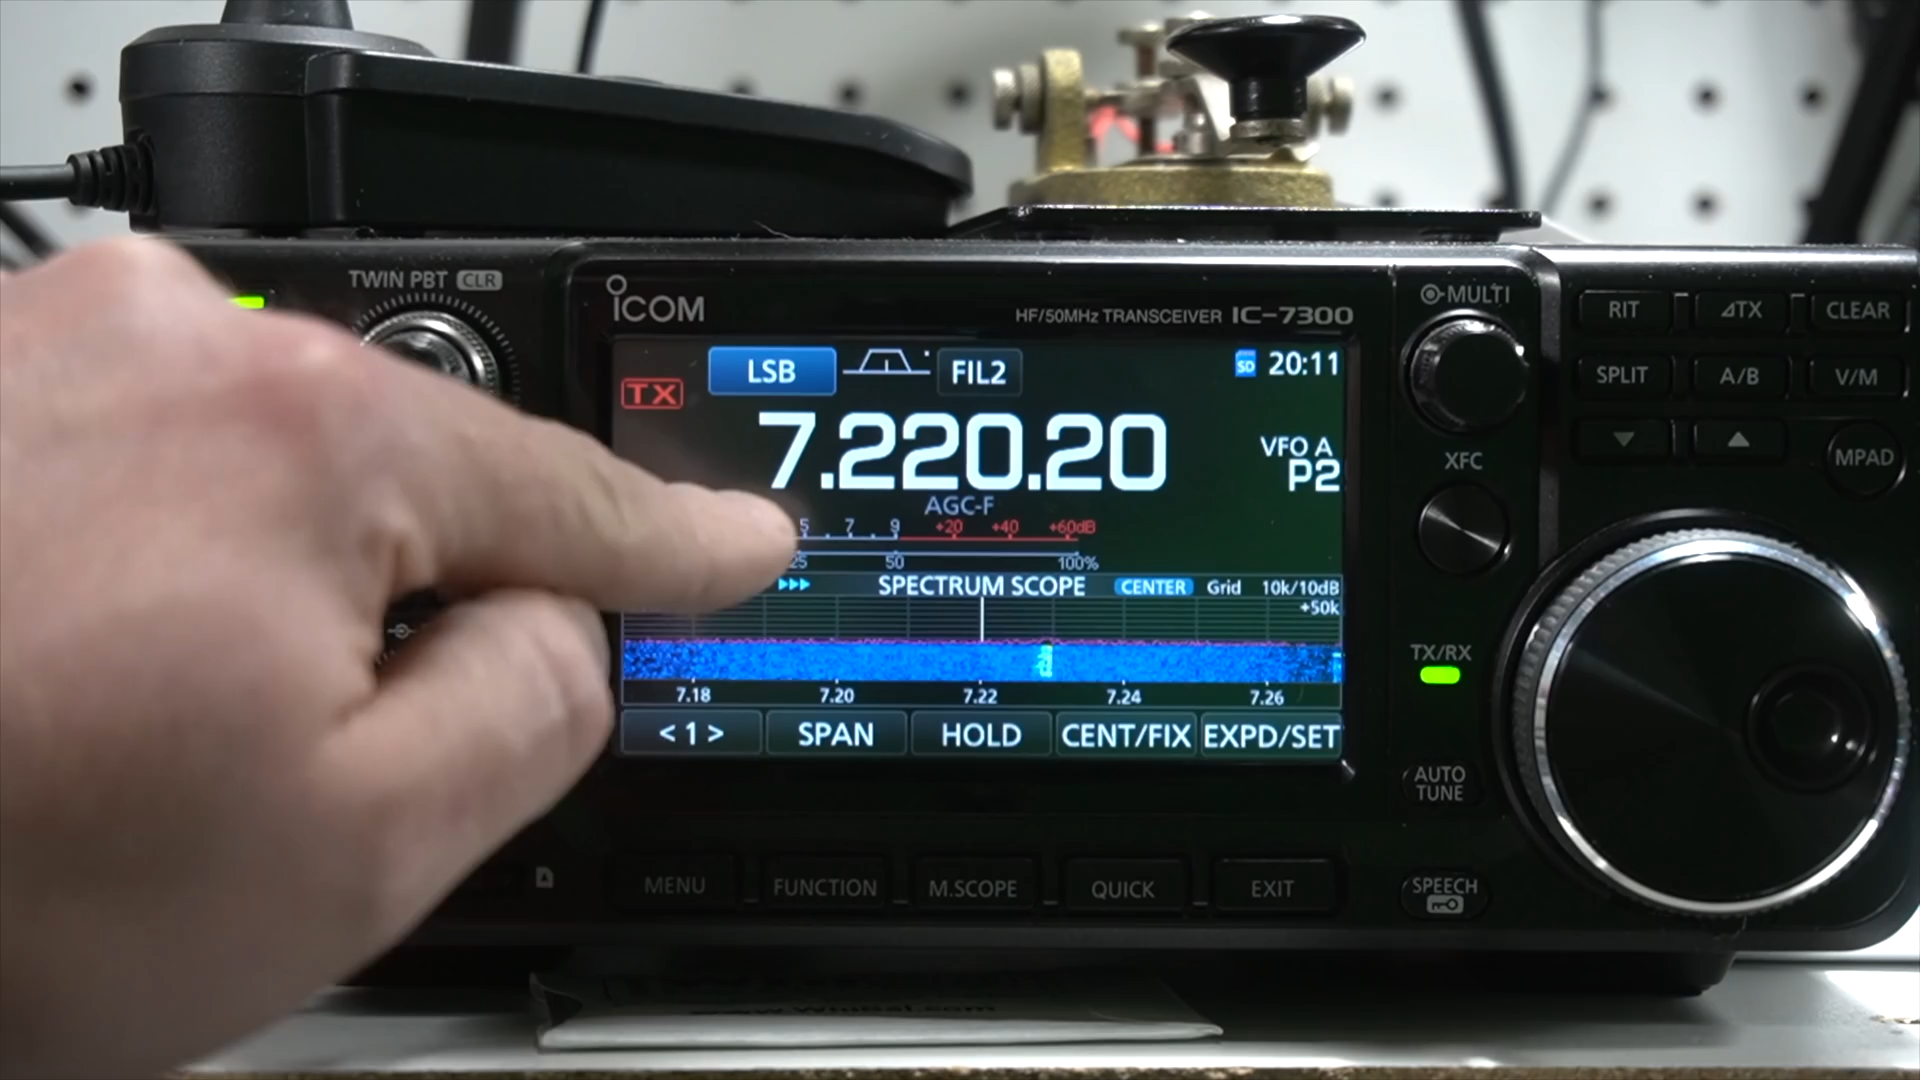 TWIN PBT CLR
ICOM
HF/50MHz TRANSCEIVER IC-7300
MULTI
RIT ⊿TX CLEAR
LSB FIL2 SD 20:11
TX
SPLIT A/B V/M
7.220.20
VFO A
P2
XFC
MPAD
AGC-F
5 7 9 +20 +40 +60dB
25 50 100%
SPECTRUM SCOPE CENTER Grid 10k/10dB
+50k
TX/RX
7.18 7.20 7.22 7.24 7.26
<1> SPAN HOLD CENT/FIX EXPD/SET
AUTO
TUNE
MENU FUNCTION M.SCOPE QUICK EXIT
SPEECH